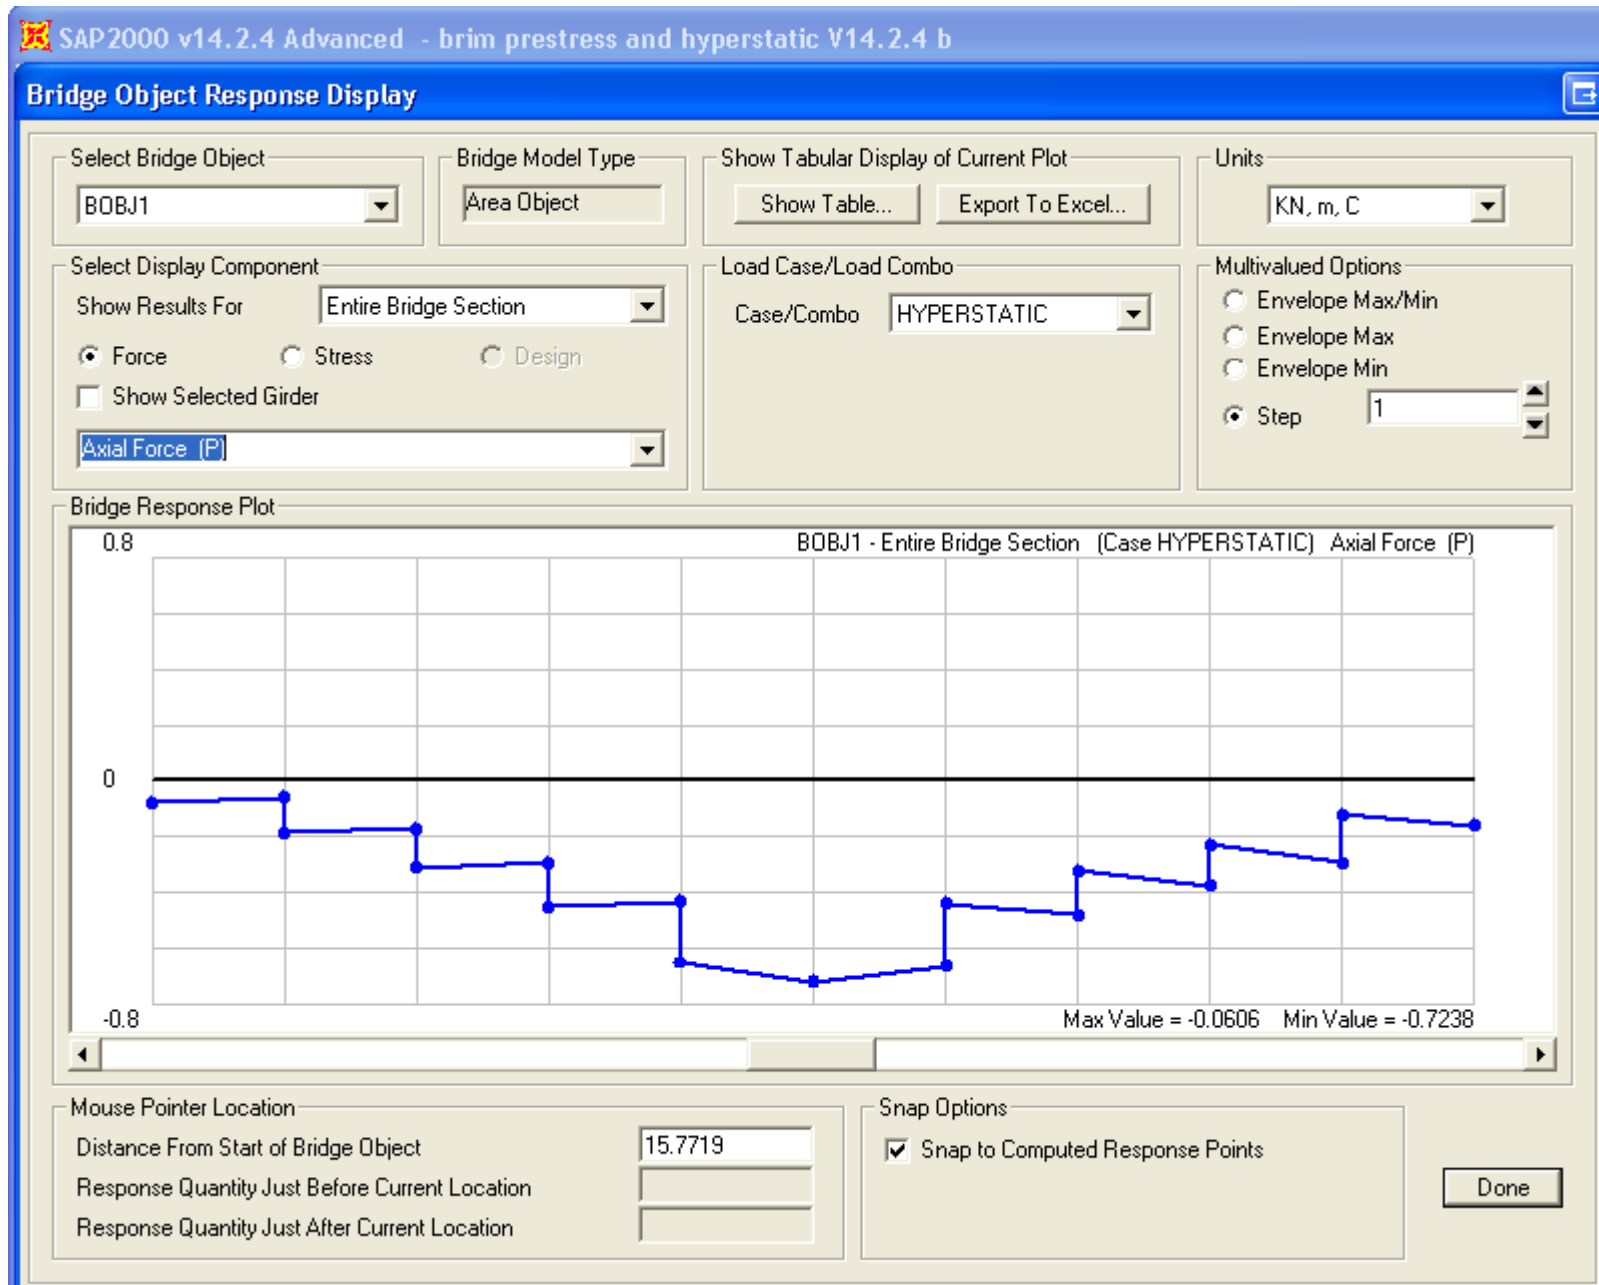 SAP2000 v14.2.4 Advanced - brim prestress and hyperstatic V14.2.4 b
Bridge Object Response Display
Select Bridge Object
BOBJ1
Bridge Model Type
Area Object
Show Tabular Display of Current Plot
Show Table...
Export To Excel...
Units
KN, m, C
Select Display Component
Show Results For
Entire Bridge Section
Force
Stress
Design
Show Selected Girder
Axial Force (P)
Load Case/Load Combo
Case/Combo
HYPERSTATIC
Multivalued Options
Envelope Max/Min
Envelope Max
Envelope Min
Step
1
Bridge Response Plot
0.8
BOBJ1 - Entire Bridge Section (Case HYPERSTATIC) Axial Force (P)
0
-0.8
Max Value = -0.0606 Min Value = -0.7238
Mouse Pointer Location
Distance From Start of Bridge Object
15.7719
Response Quantity Just Before Current Location
Response Quantity Just After Current Location
Snap Options
Snap to Computed Response Points
Done